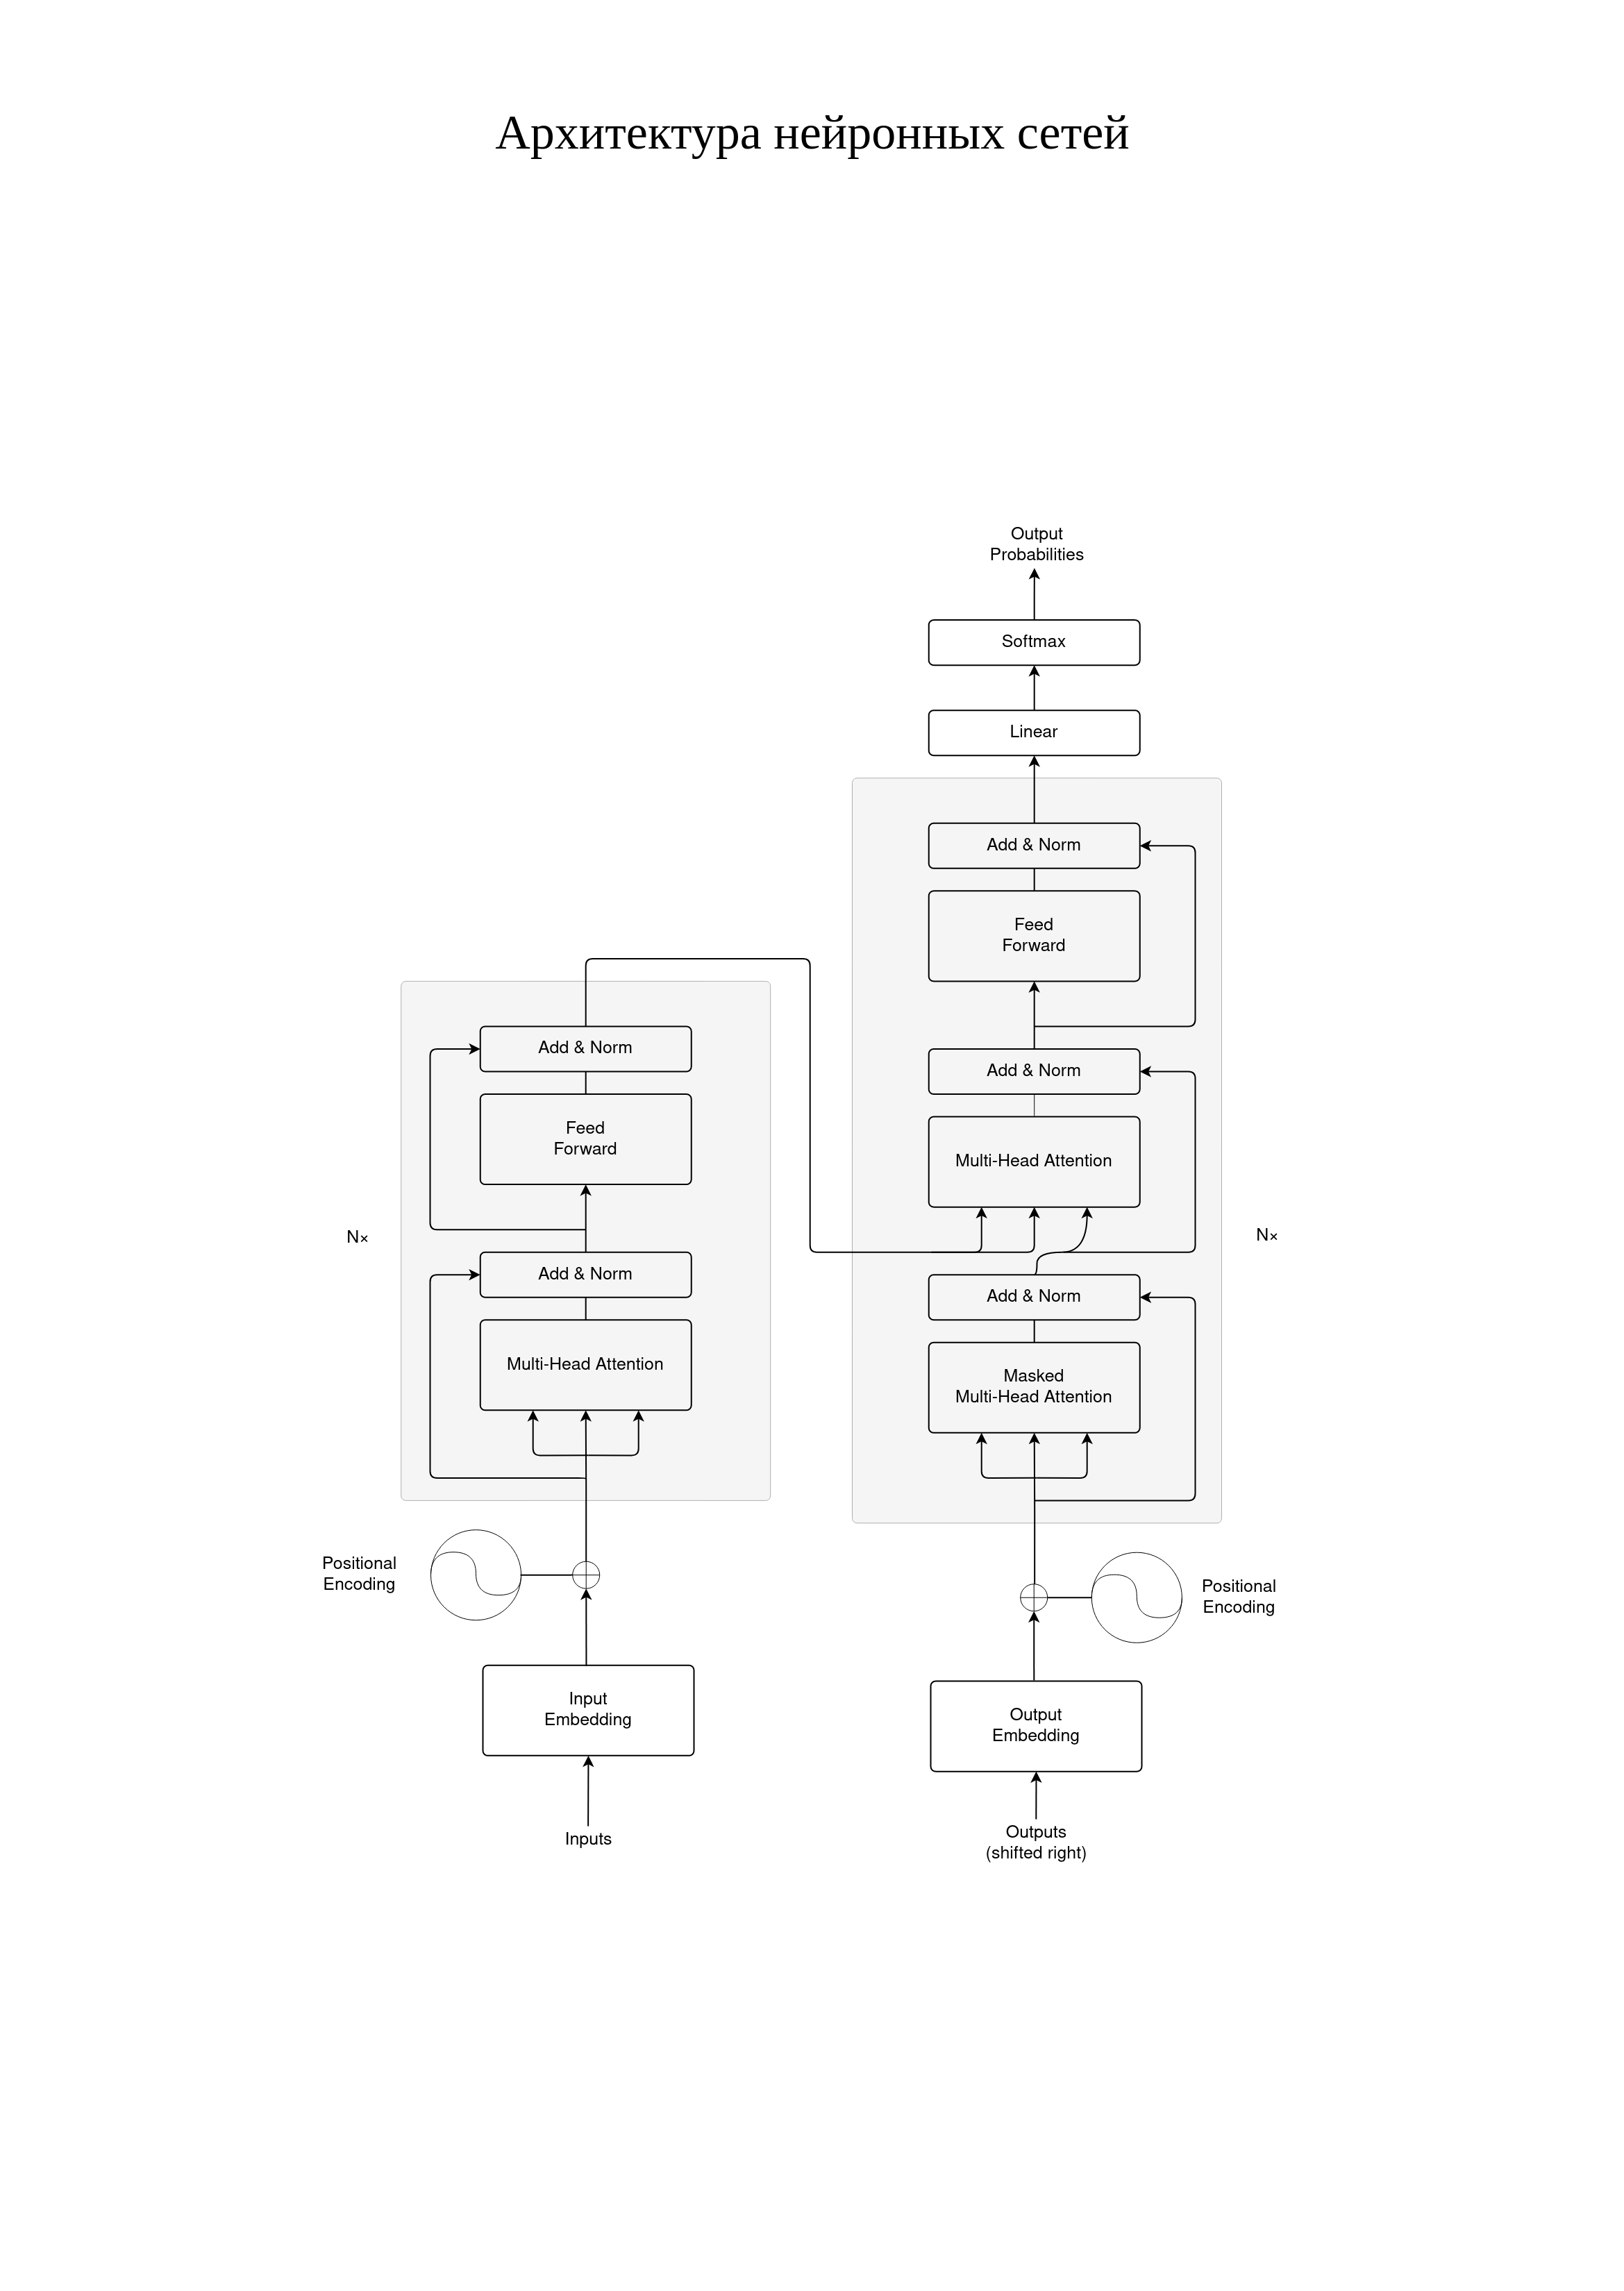 Архитектура нейронных сетей
Output
Probabilities
Softmax
Linear
Add & Norm
Feed
Forward
Add & Norm
Multi-Head Attention
Add & Norm
Masked
Multi-Head Attention
N×
Positional
Encoding
Output
Embedding
Outputs
(shifted right)
Add & Norm
Feed
Forward
Add & Norm
Multi-Head Attention
N×
Positional
Encoding
Input
Embedding
Inputs